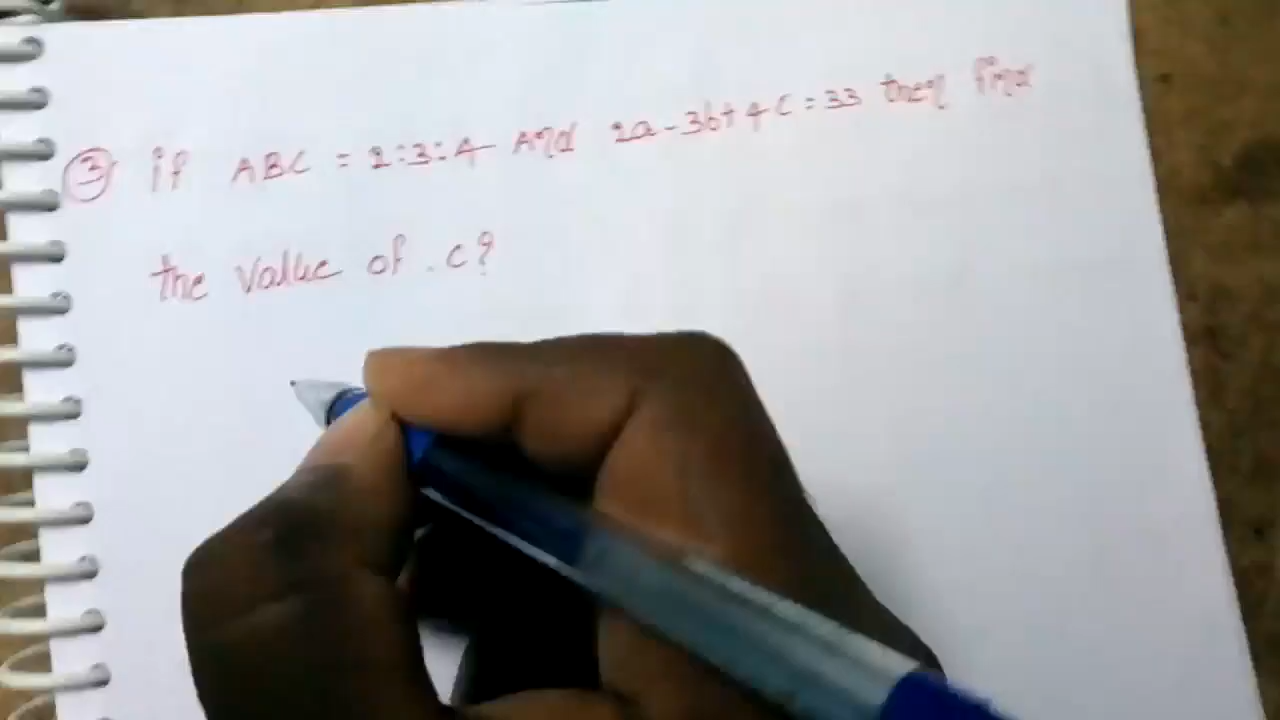 ③ if ABC = 2:3:4 And 2a-3b+4C=33 then find
the value of .c?